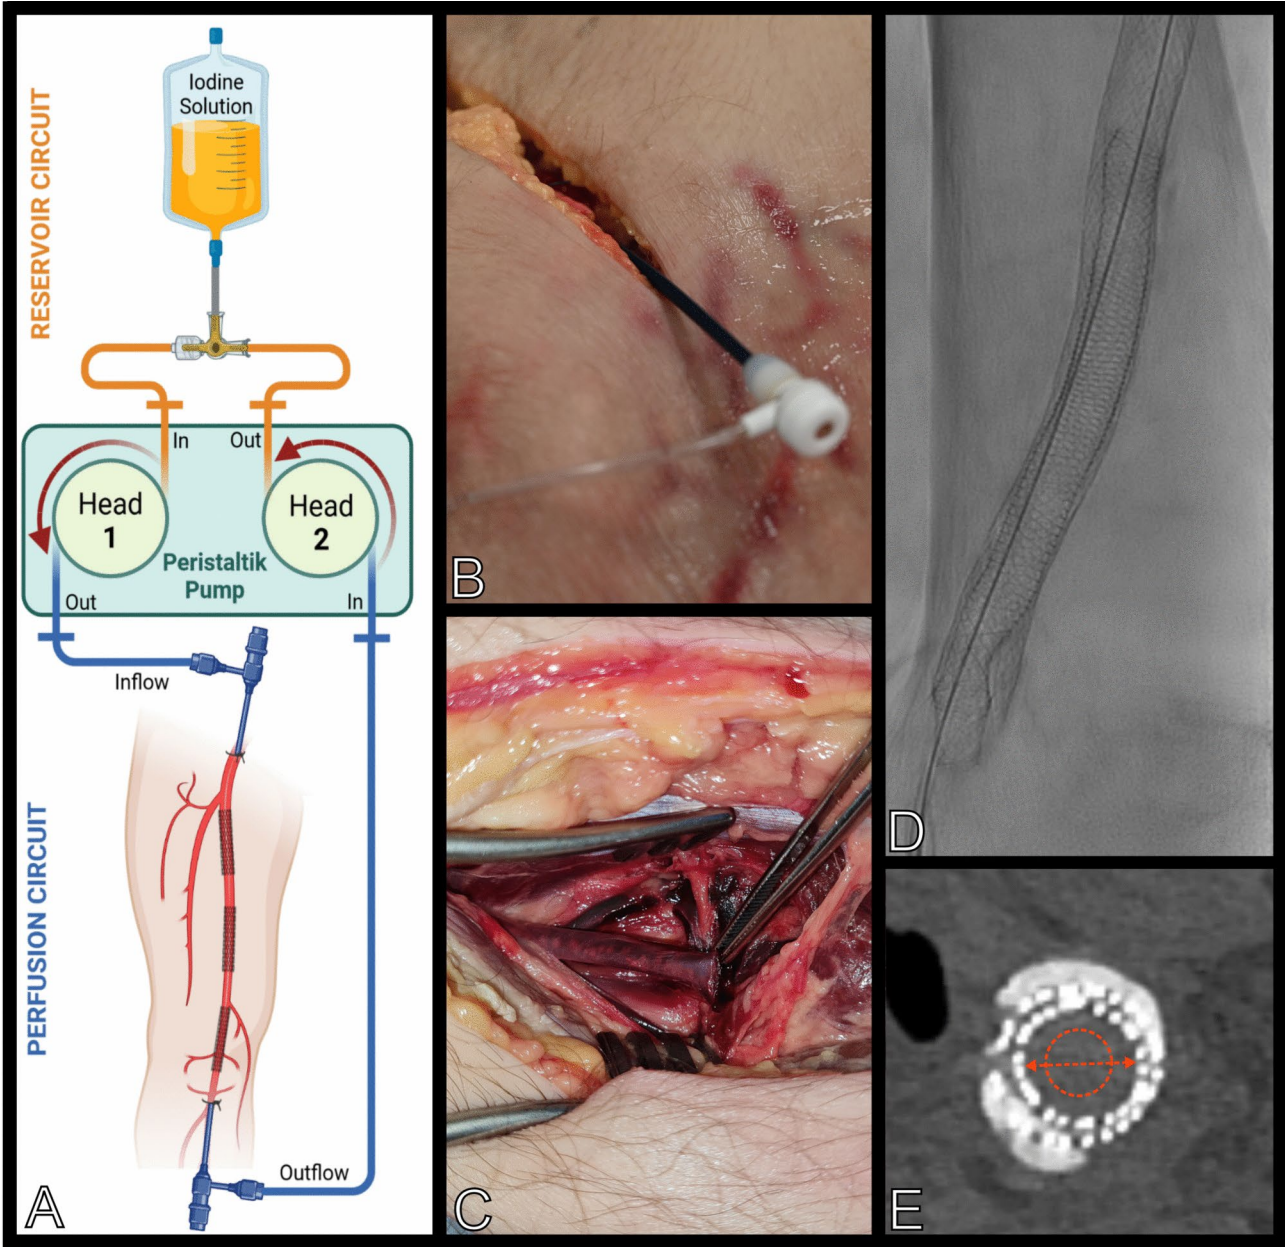 Iodine
Solution
RESERVOIR CIRCUIT
In
Out
Head
1
Head
2
Peristaltik
Pump
Out
In
Inflow
PERFUSION CIRCUIT
Outflow
A
B
C
D
E